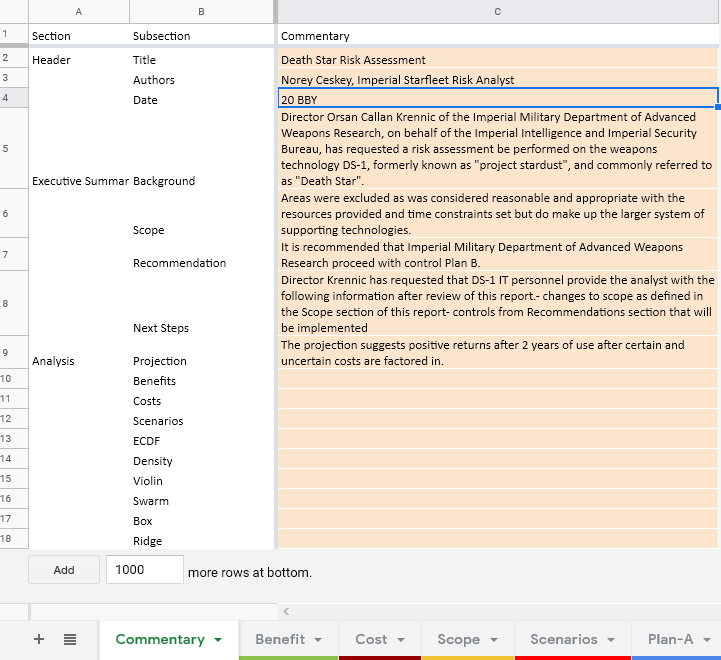 A B C
1 Section Subsection Commentary
2 Header Title Death Star Risk Assessment
3 Authors Norey Ceskey, Imperial Starfleet Risk Analyst
4 Date 20 BBY
Director Orsan Callan Krennic of the Imperial Military Department of Advanced
Weapons Research, on behalf of the Imperial Intelligence and Imperial Security
Bureau, has requested a risk assessment be performed on the weapons
technology DS-1, formerly known as "project stardust", and commonly referred to
5 Executive Summar Background as "Death Star".
Areas were excluded as was considered reasonable and appropriate with the
resources provided and time constraints set but do make up the larger system of
6 Scope supporting technologies.
It is recommended that Imperial Military Department of Advanced Weapons
7 Recommendation Research proceed with control Plan B.
Director Krennic has requested that DS-1 IT personnel provide the analyst with the
following information after review of this report.- changes to scope as defined in
the Scope section of this report- controls from Recommendations section that will
8 Next Steps be implemented
The projection suggests positive returns after 2 years of use after certain and
9 Analysis Projection uncertain costs are factored in.
10 Benefits
11 Costs
12 Scenarios
13 ECDF
14 Density
15 Violin
16 Swarm
17 Box
18 Ridge
Add 1000 more rows at bottom.
+ Commentary Benefit Cost Scope Scenarios Plan-A